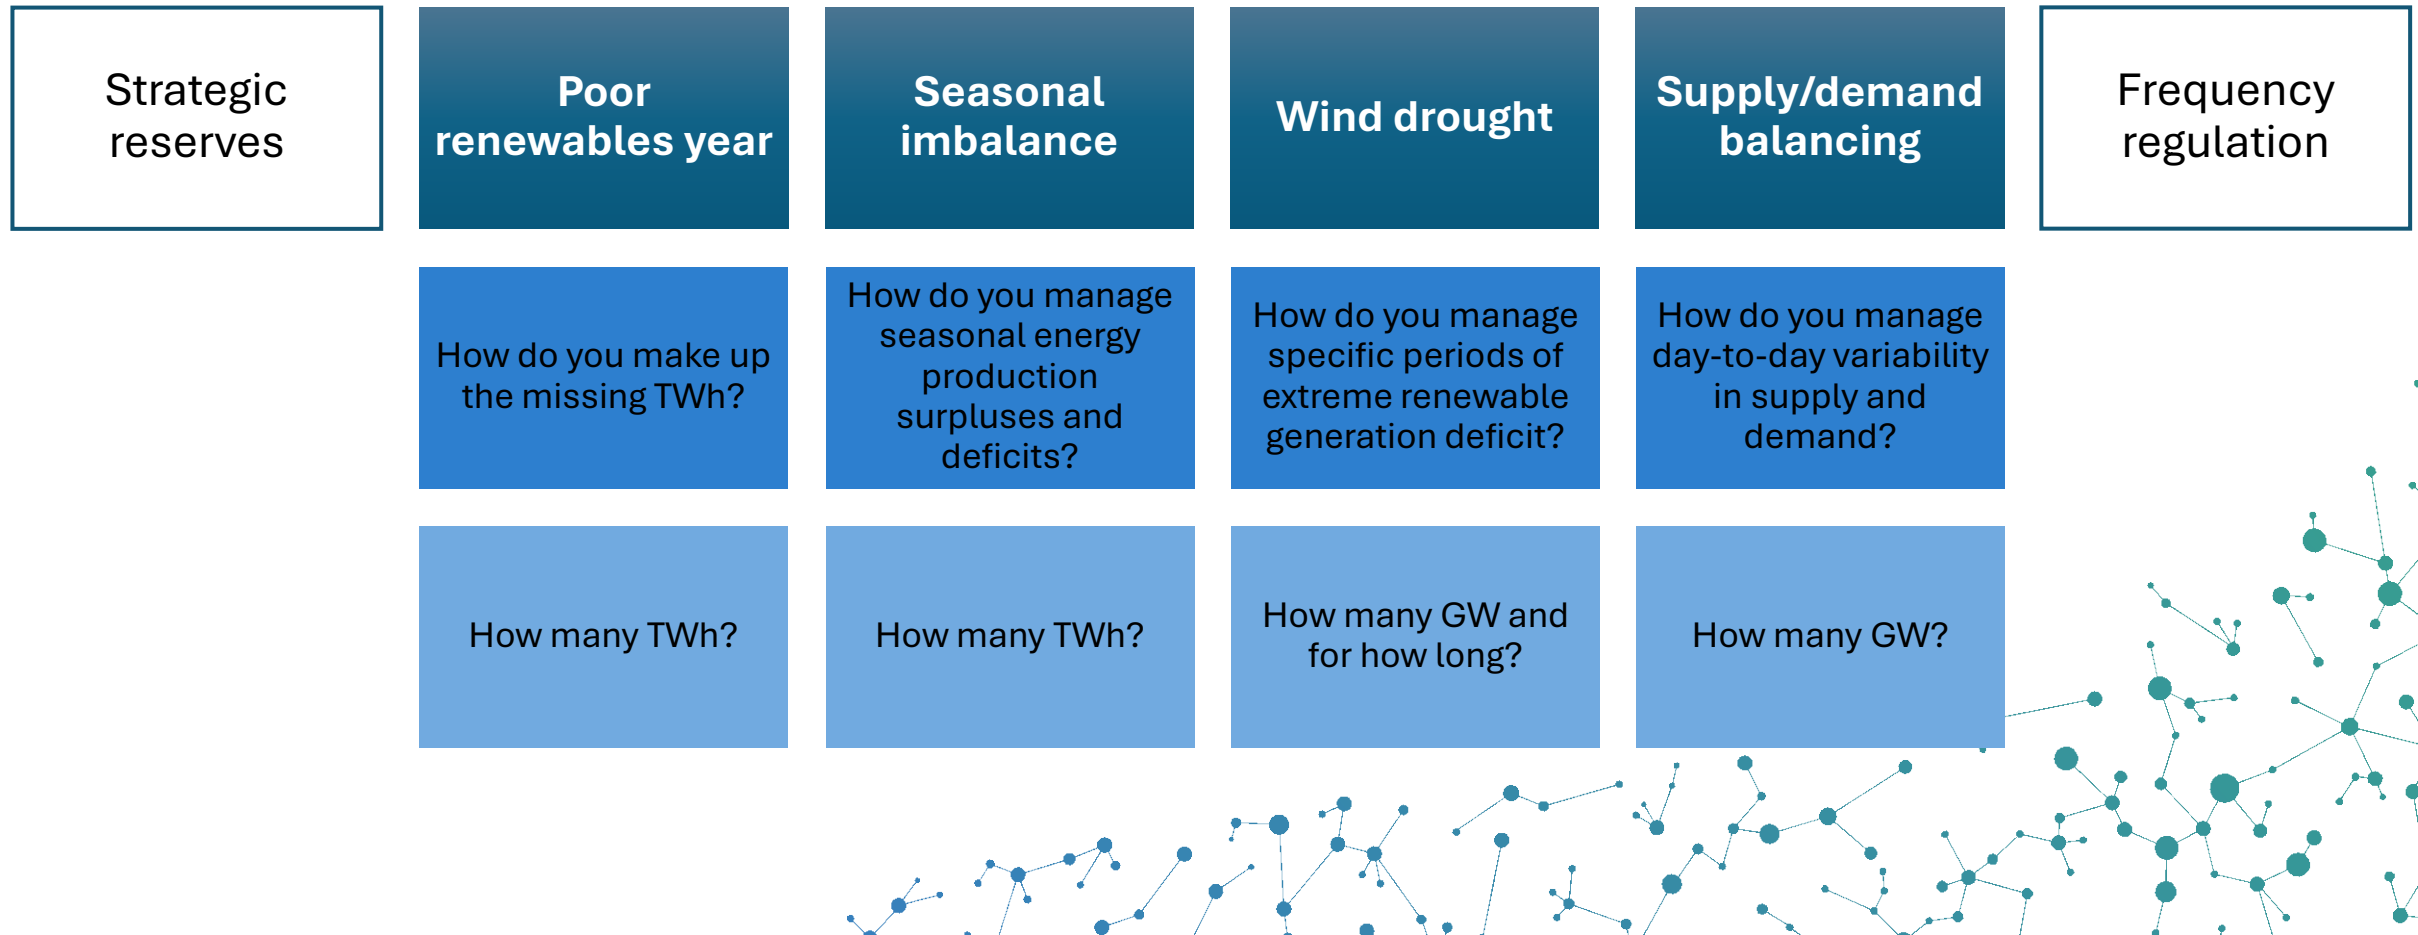 Strategic
reserves
Poor
renewables year
Seasonal
imbalance
Wind drought
Supply/demand
balancing
Frequency
regulation
How do you make up
the missing TWh?
How do you manage
seasonal energy
production
surpluses and
deficits?
How do you manage
specific periods of
extreme renewable
generation deficit?
How do you manage
day-to-day variability
in supply and
demand?
How many TWh?
How many TWh?
How many GW and
for how long?
How many GW?